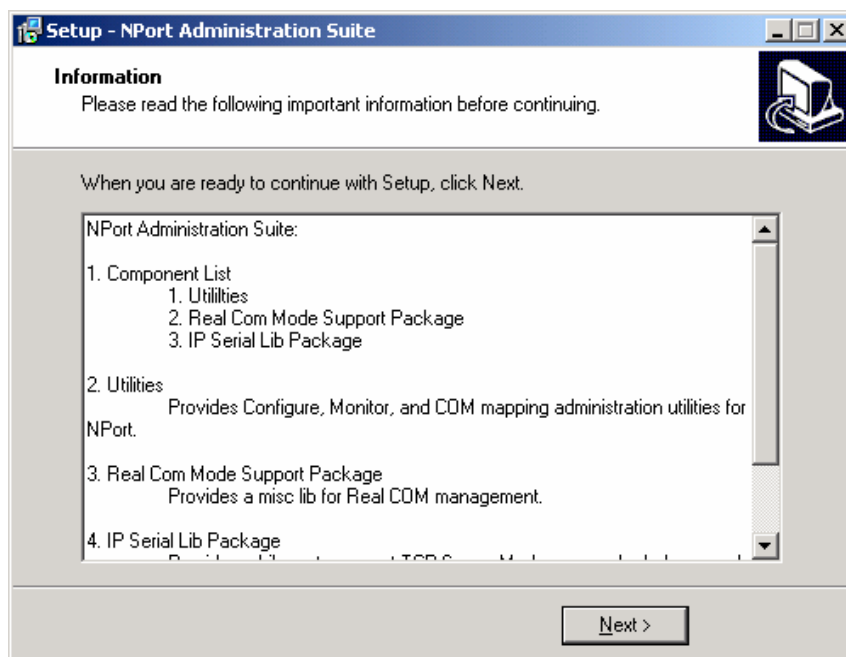 Setup - NPort Administration Suite
Information
Please read the following important information before continuing.
When you are ready to continue with Setup, click Next.
NPort Administration Suite:
1. Component List
1. Utililties
2. Real Com Mode Support Package
3. IP Serial Lib Package
2. Utilities
Provides Configure, Monitor, and COM mapping administration utilities for
NPort.
3. Real Com Mode Support Package
Provides a misc lib for Real COM management.
4. IP Serial Lib Package
Next >